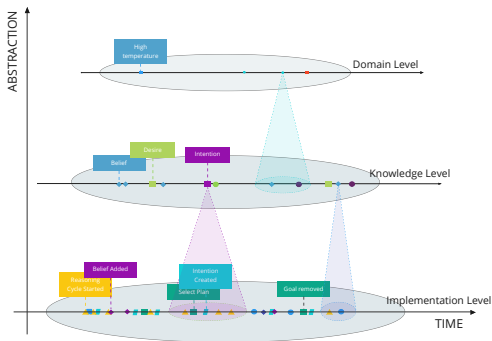 ABSTRACTION
High
temperature
Domain Level
Desire
Belief
Intention
Knowledge Level
Belief Added
Reasoning
Cycle Started
Intention
Created
Select Plan
Goal removed
Implementation Level
TIME